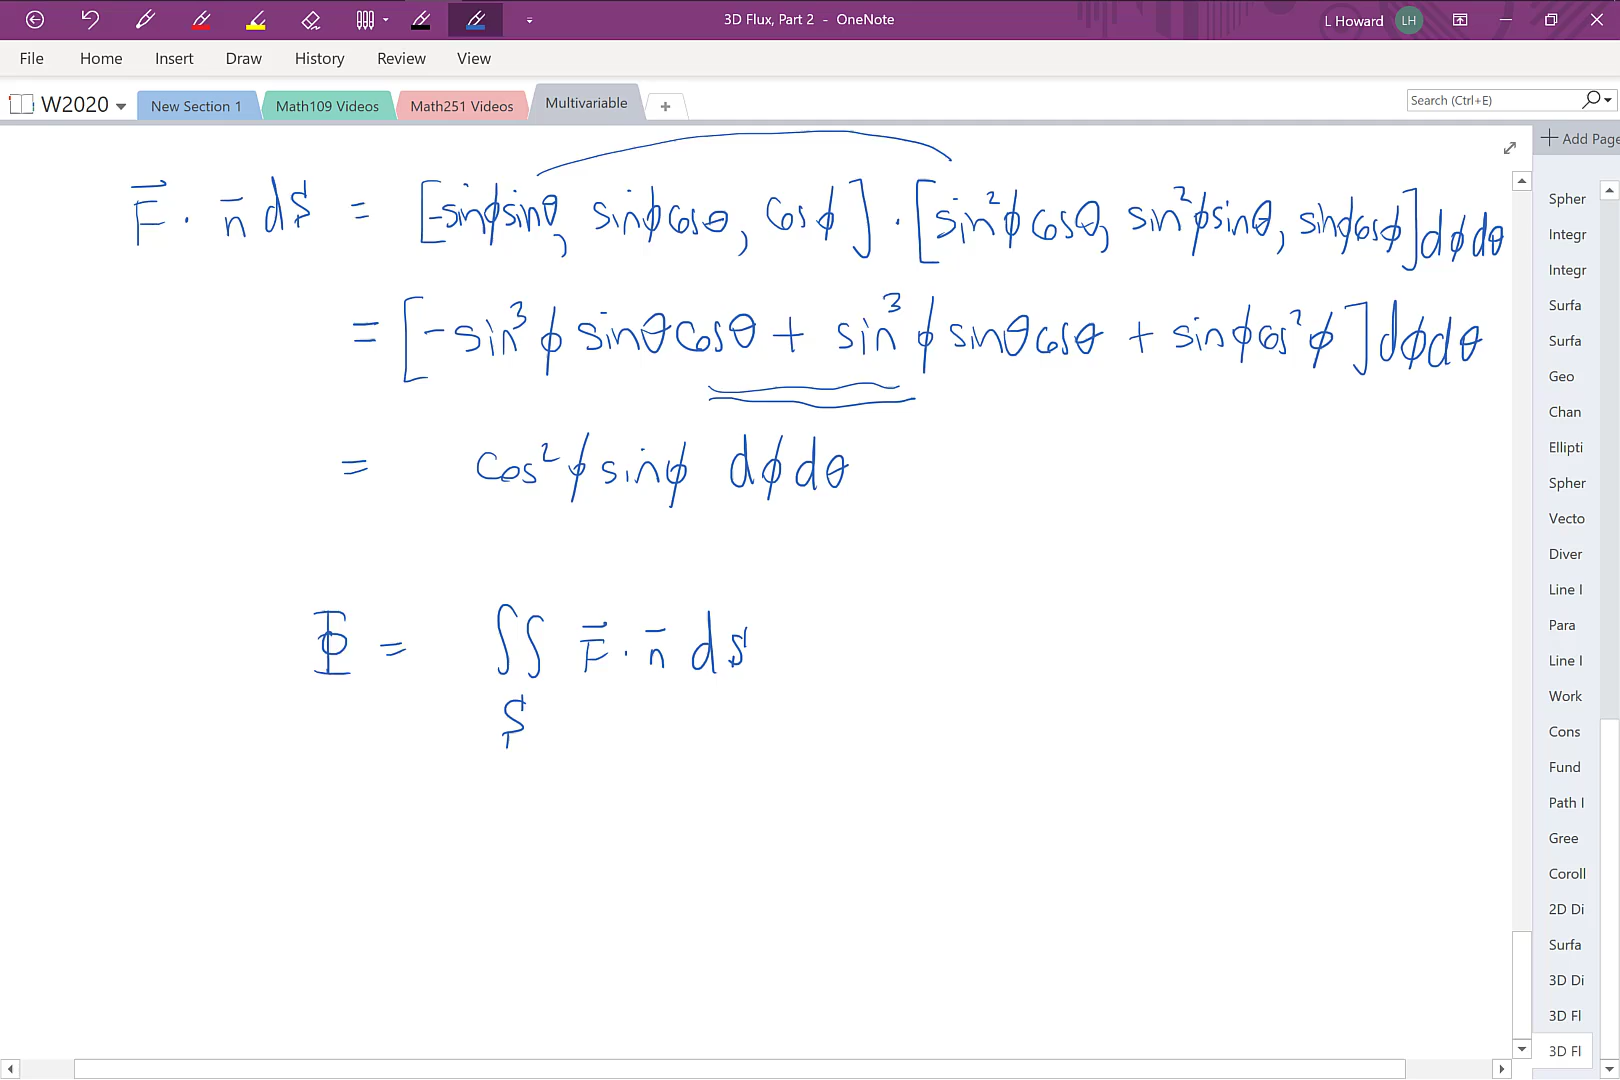 3D Flux, Part 2 - OneNote
L Howard LH
File Home Insert Draw History Review View
W2020 New Section 1 Math109 Videos Math251 Videos Multivariable + Search (Ctrl+E)
+ Add Page
F⃗ · n̄ dS = [-sinϕsinθ, sinϕcosθ, cosϕ] · [sin²ϕcosθ, sin²ϕsinθ, sinϕcosϕ]dϕdθ
= [-sin³ϕ sinθcosθ + sin³ϕ sinθcosθ + sinϕcos²ϕ]dϕdθ
= cos²ϕ sinϕ dϕdθ
Φ = ∬ F⃗ · n̄ dS
S
Spher
Integr
Integr
Surfa
Surfa
Geo
Chan
Ellipti
Spher
Vecto
Diver
Line I
Para
Line I
Work
Cons
Fund
Path I
Gree
Coroll
2D Di
Surfa
3D Di
3D Fl
3D Fl